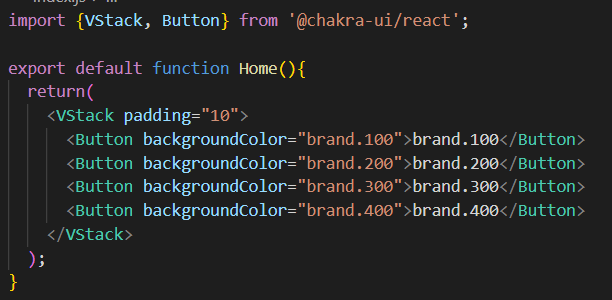 index.js
import {VStack, Button} from '@chakra-ui/react';
export default function Home(){
return(
<VStack padding="10">
<Button backgroundColor="brand.100">brand.100</Button>
<Button backgroundColor="brand.200">brand.200</Button>
<Button backgroundColor="brand.300">brand.300</Button>
<Button backgroundColor="brand.400">brand.400</Button>
</VStack>
);
}